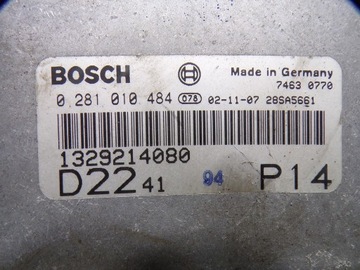 BOSCH
Made in Germany
7463 0770
0 281 010 484 078 02-11-07 28SA5661
1329214080
D22 41 94 P14